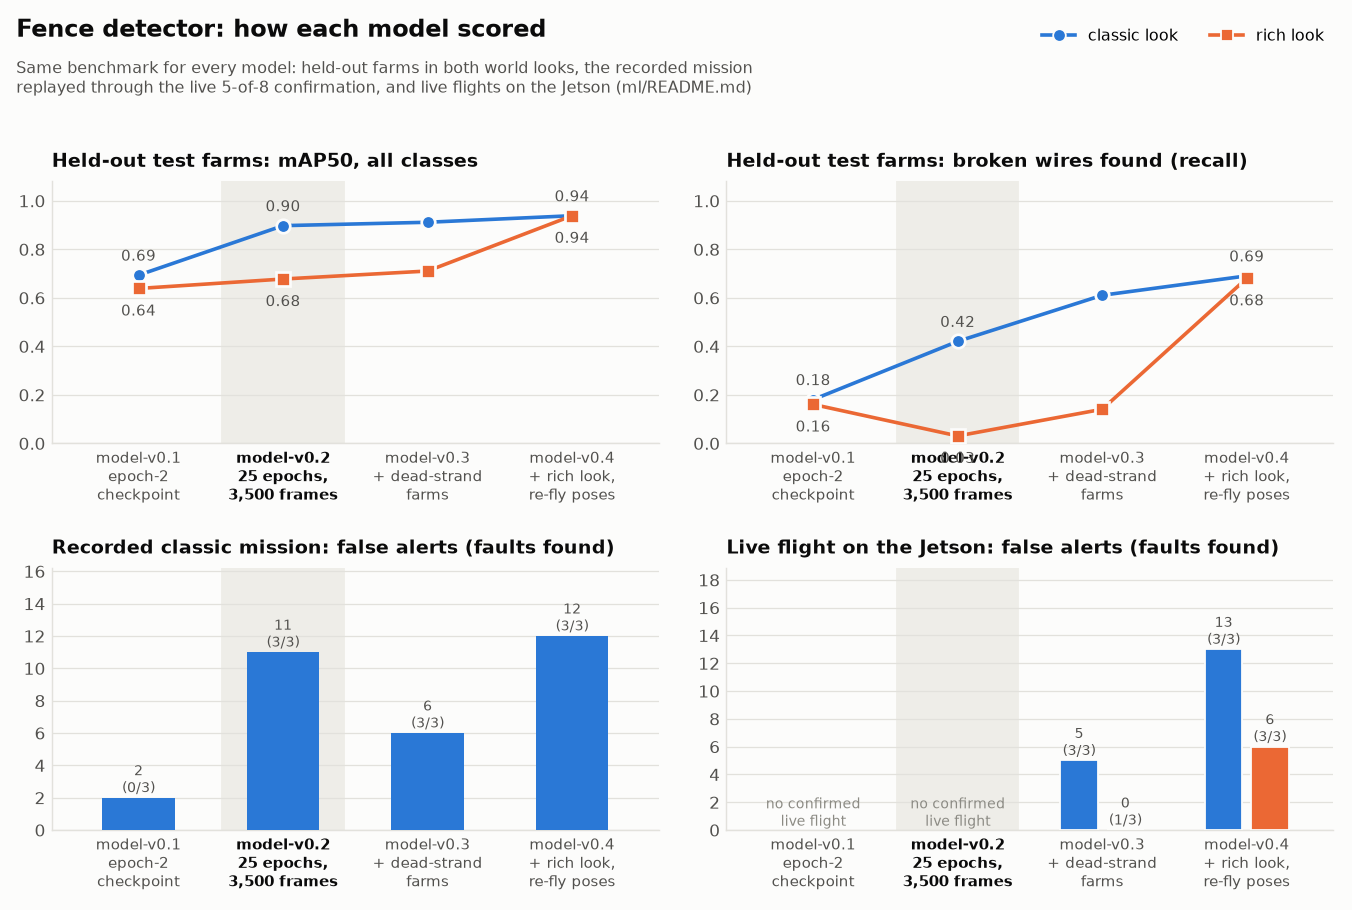 Fence detector: how each model scored
classic look
rich look
Same benchmark for every model: held-out farms in both world looks, the recorded mission
replayed through the live 5-of-8 confirmation, and live flights on the Jetson (ml/README.md)
Held-out test farms: mAP50, all classes
1.0
0.8
0.6
0.4
0.2
0.0
0.69
0.64
0.90
0.68
0.94
0.94
model-v0.1
epoch-2
checkpoint
model-v0.2
25 epochs,
3,500 frames
model-v0.3
+ dead-strand
farms
model-v0.4
+ rich look,
re-fly poses
Held-out test farms: broken wires found (recall)
1.0
0.8
0.6
0.4
0.2
0.0
0.18
0.16
0.42
0.69
0.68
model-v0.1
epoch-2
checkpoint
model-v0.2
25 epochs,
3,500 frames
model-v0.3
+ dead-strand
farms
model-v0.4
+ rich look,
re-fly poses
Recorded classic mission: false alerts (faults found)
16
14
12
10
8
6
4
2
0
2
(0/3)
11
(3/3)
6
(3/3)
12
(3/3)
model-v0.1
epoch-2
checkpoint
model-v0.2
25 epochs,
3,500 frames
model-v0.3
+ dead-strand
farms
model-v0.4
+ rich look,
re-fly poses
Live flight on the Jetson: false alerts (faults found)
18
16
14
12
10
8
6
4
2
0
no confirmed
live flight
no confirmed
live flight
5
(3/3)
0
(1/3)
13
(3/3)
6
(3/3)
model-v0.1
epoch-2
checkpoint
model-v0.2
25 epochs,
3,500 frames
model-v0.3
+ dead-strand
farms
model-v0.4
+ rich look,
re-fly poses